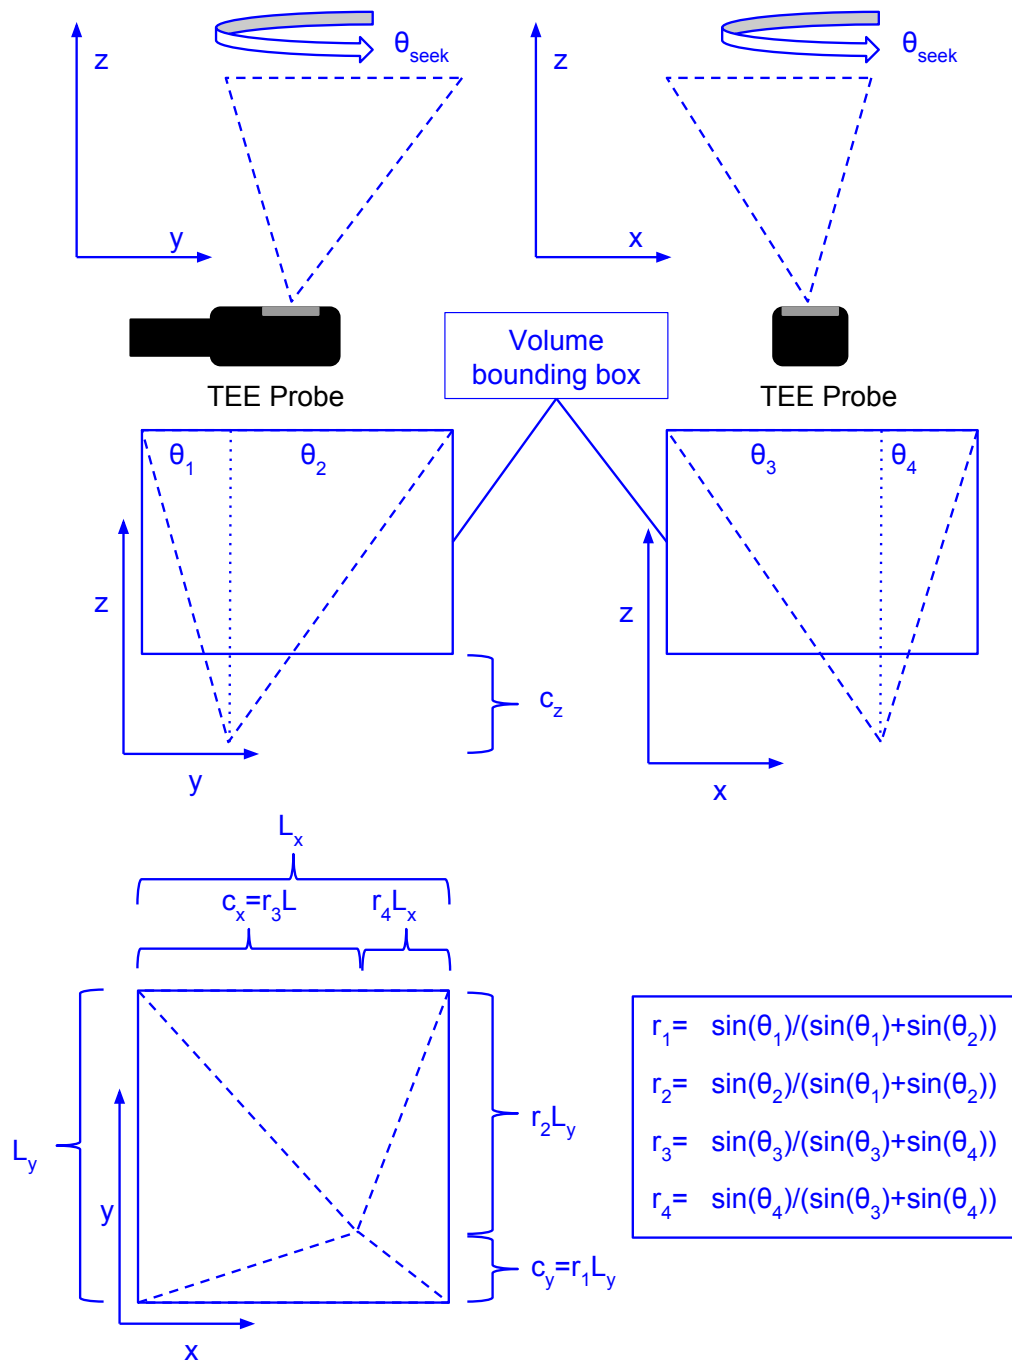 z
θseek
y
z
θseek
x
TEE Probe
Volume
bounding box
TEE Probe
θ1
θ2
z
cz
y
θ3
θ4
z
x
Lx
cx=r3L
r4Lx
Ly
y
r2Ly
cy=r1Ly
x
r1= sin(θ1)/(sin(θ1)+sin(θ2))
r2= sin(θ2)/(sin(θ1)+sin(θ2))
r3= sin(θ3)/(sin(θ3)+sin(θ4))
r4= sin(θ4)/(sin(θ3)+sin(θ4))